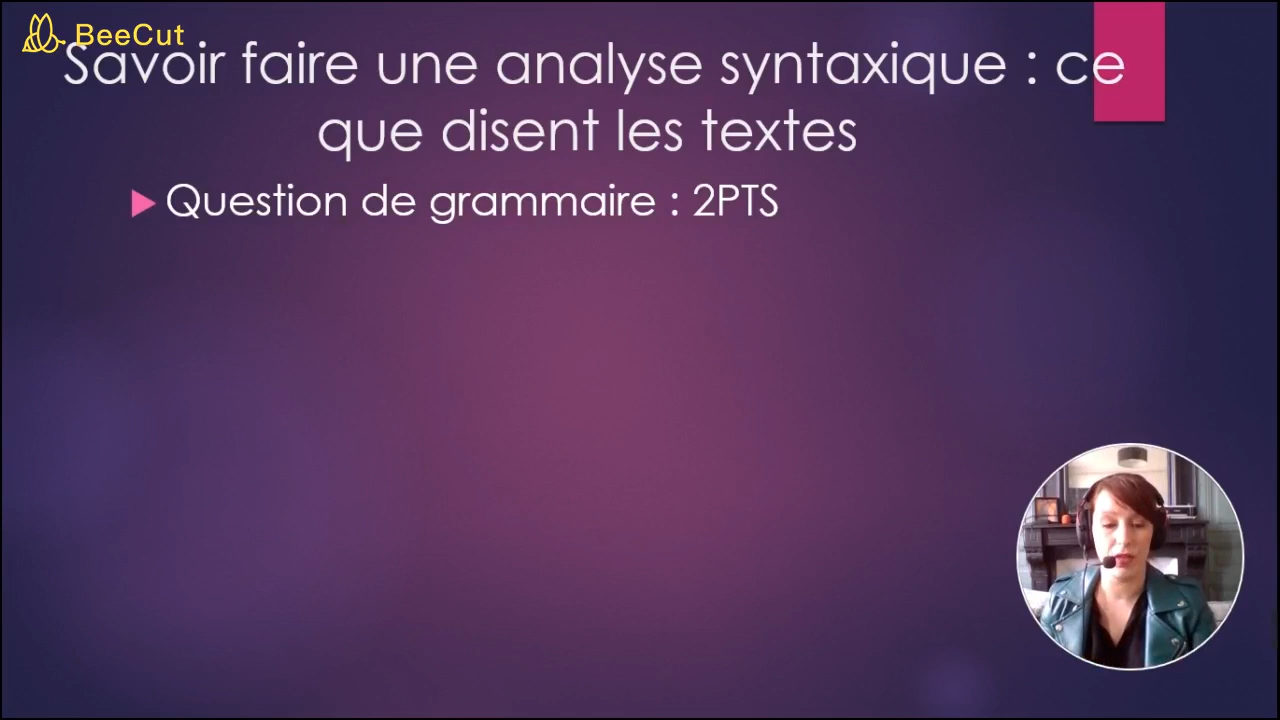 BeeCut
Savoir faire une analyse syntaxique : ce
que disent les textes
Question de grammaire : 2PTS